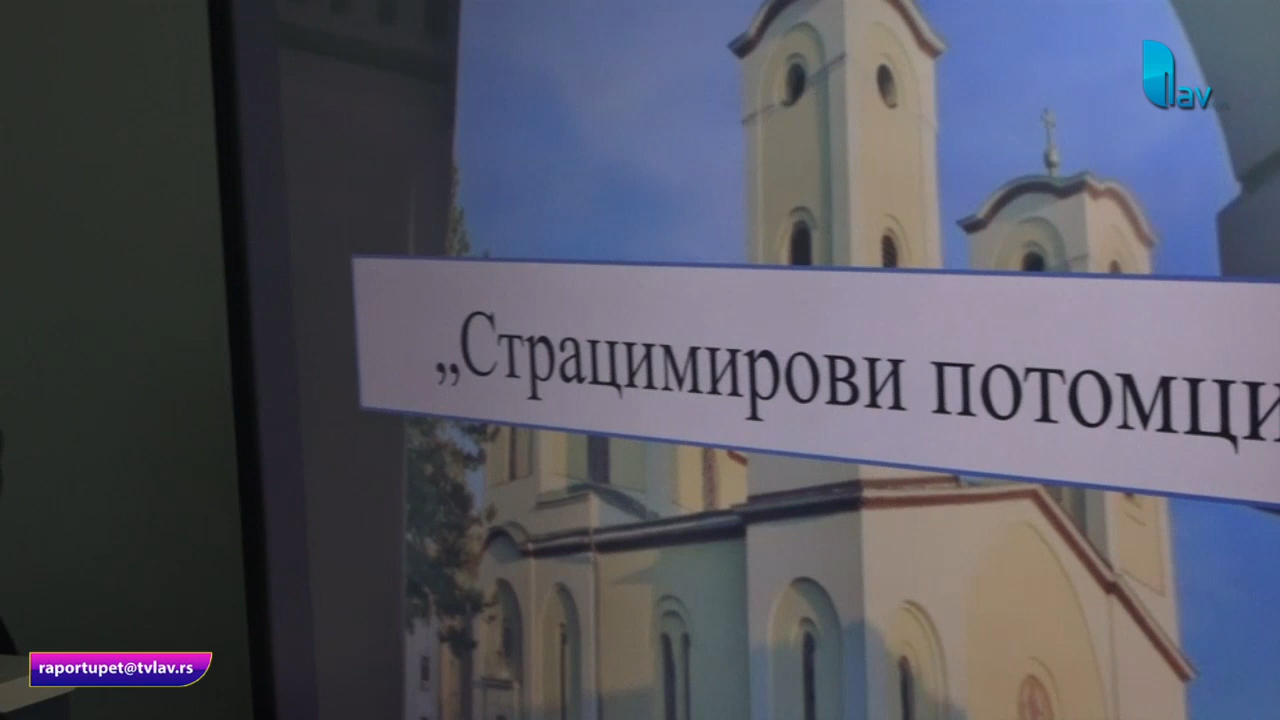 lav
„Страцимирови потомци
raportupet@tvlav.rs